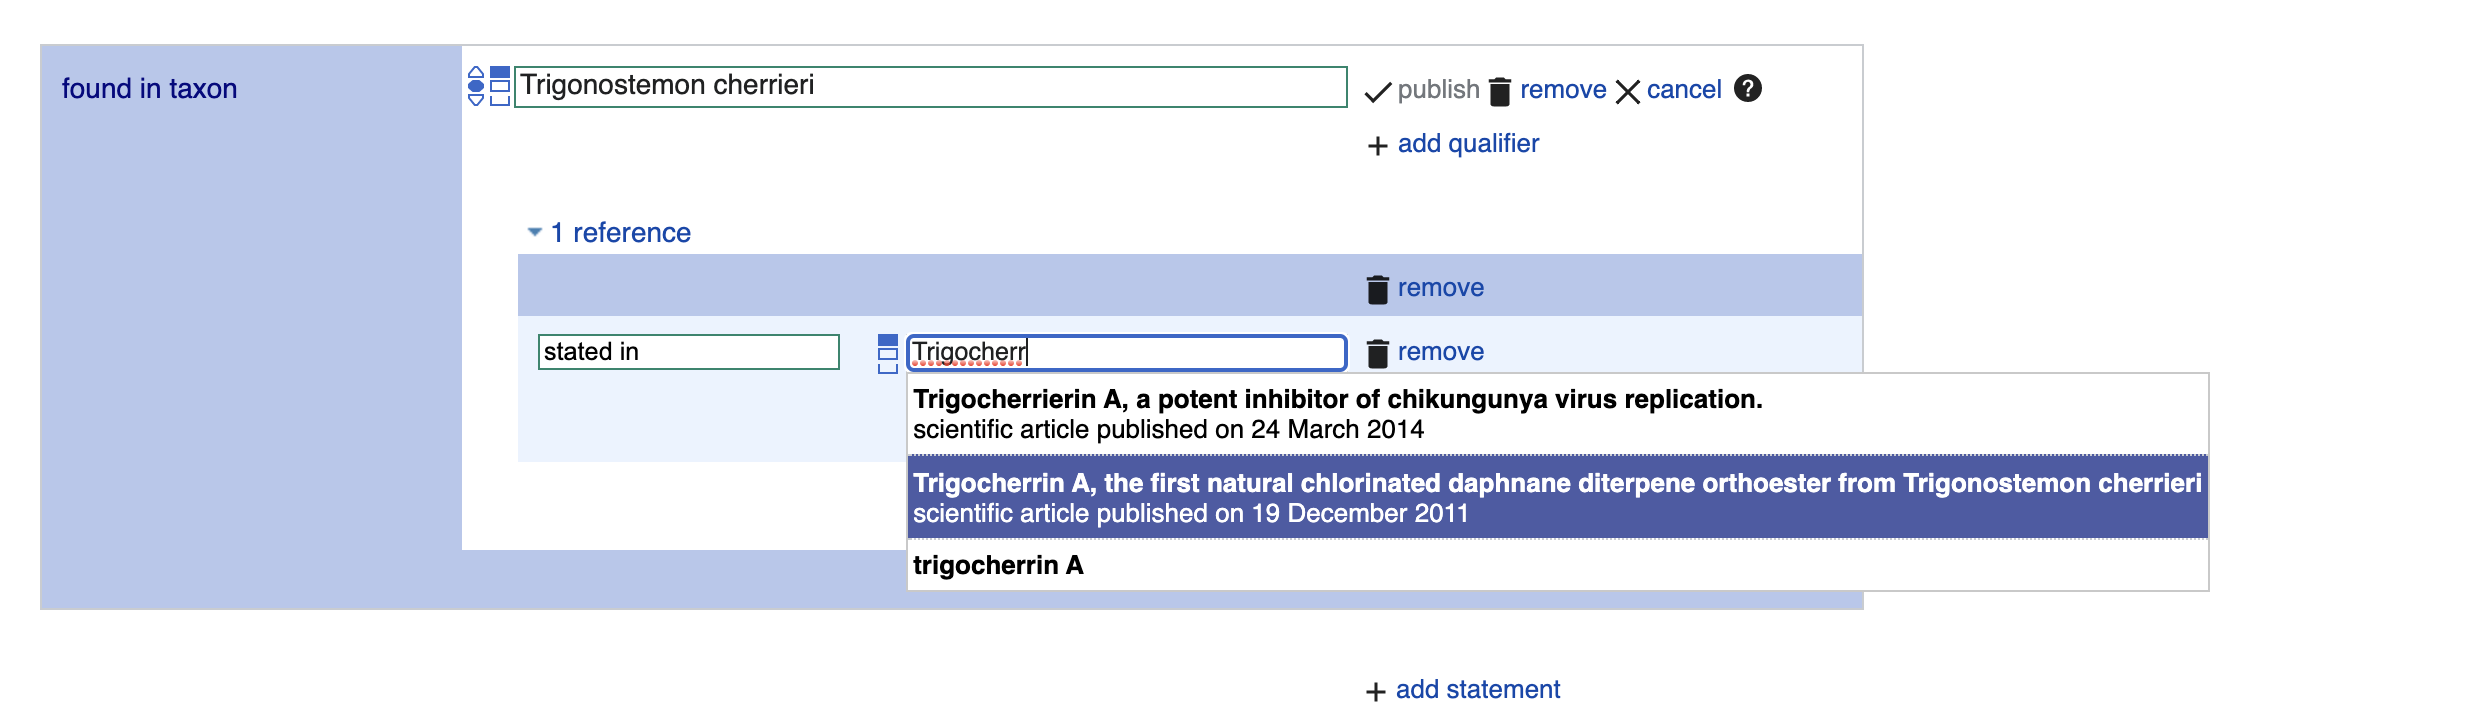 found in taxon
Trigonostemon cherrieri
publish remove cancel ?
+ add qualifier
1 reference
remove
stated in
Trigocherr
remove
Trigocherrierin A, a potent inhibitor of chikungunya virus replication.
scientific article published on 24 March 2014
Trigocherrin A, the first natural chlorinated daphnane diterpene orthoester from Trigonostemon cherrieri
scientific article published on 19 December 2011
trigocherrin A
+ add statement